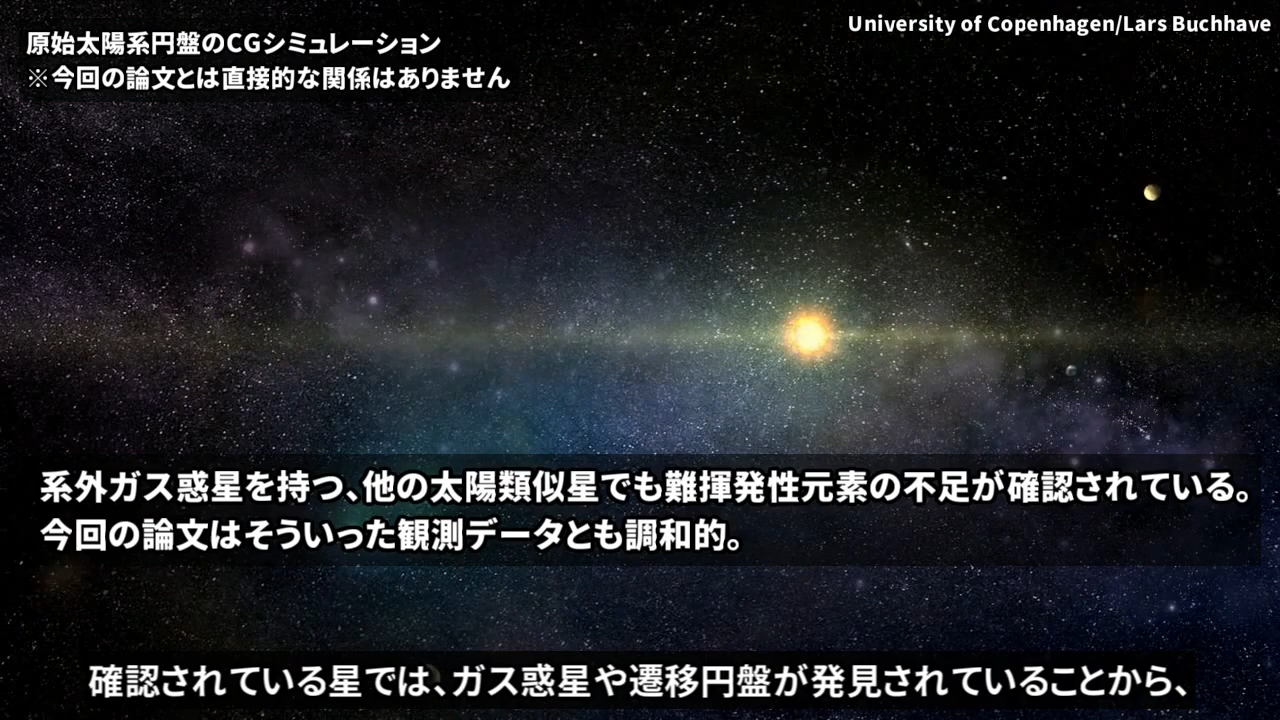 原始太陽系円盤のCGシミュレーション
※今回の論文とは直接的な関係はありません
University of Copenhagen/Lars Buchhave
系外ガス惑星を持つ、他の太陽類似星でも難揮発性元素の不足が確認されている。
今回の論文はそういった観測データとも調和的。
確認されている星では、ガス惑星や遷移円盤が発見されていることから、